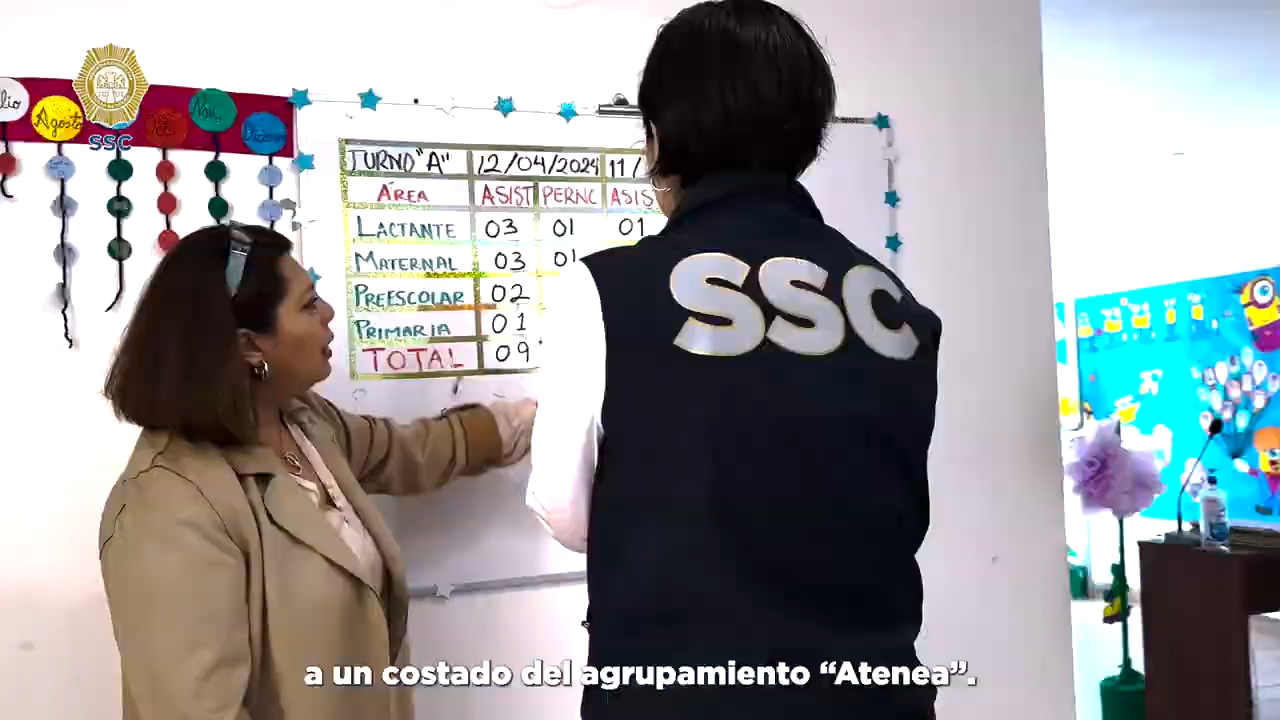 lio
Agosto
Nov.
SSC
TURNO "A" 12/04/2024 11/
ÁREA ASIST PERNC ASIS
LACTANTE 03 01 01
MATERNAL 03 01
PREESCOLAR 02
PRIMARIA 01
TOTAL 09
SSC
a un costado del agrupamiento “Atenea”.